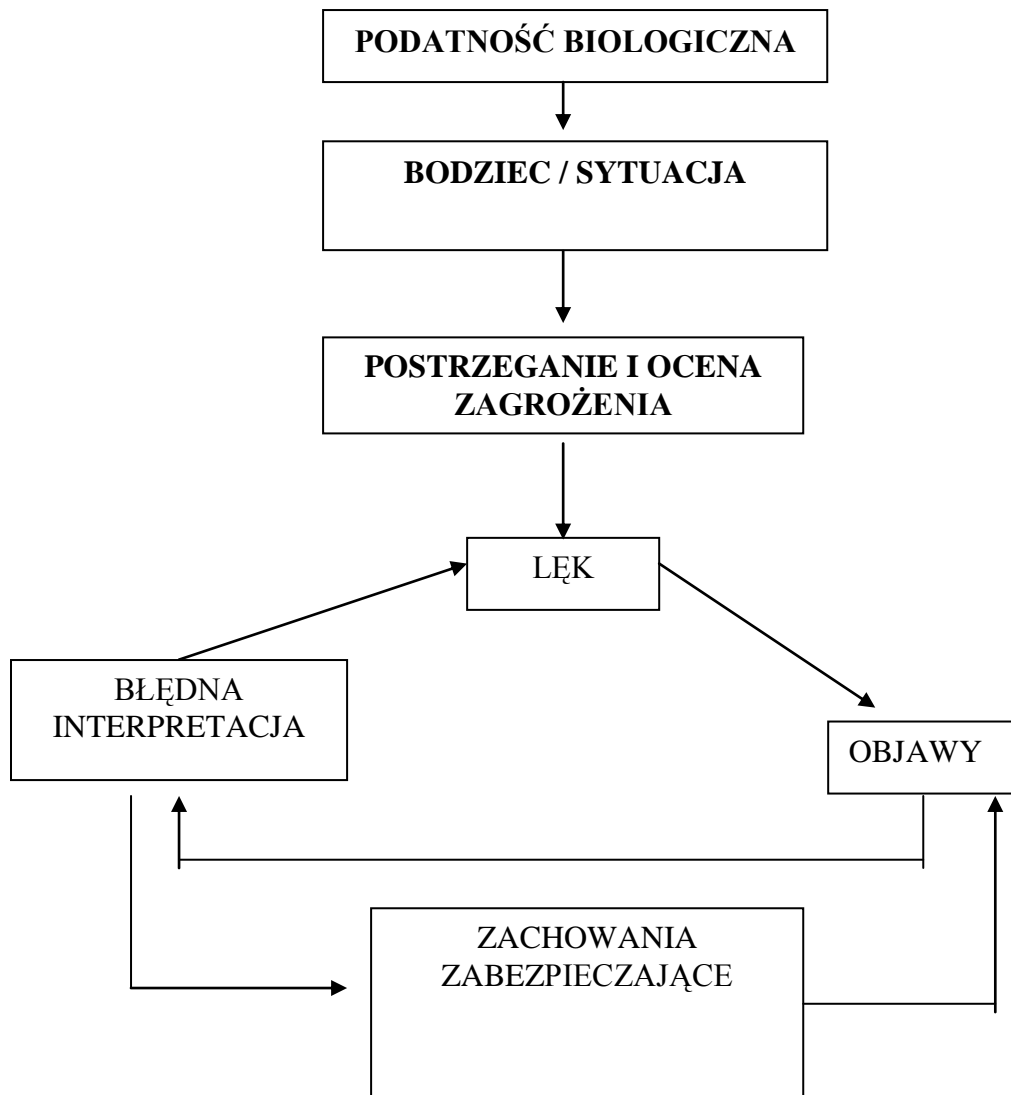 PODATNOŚĆ BIOLOGICZNA
BODZIEC / SYTUACJA
POSTRZEGANIE I OCENA
ZAGROŻENIA
LĘK
BŁĘDNA
INTERPRETACJA
OBJAWY
ZACHOWANIA
ZABEZPIECZAJĄCE